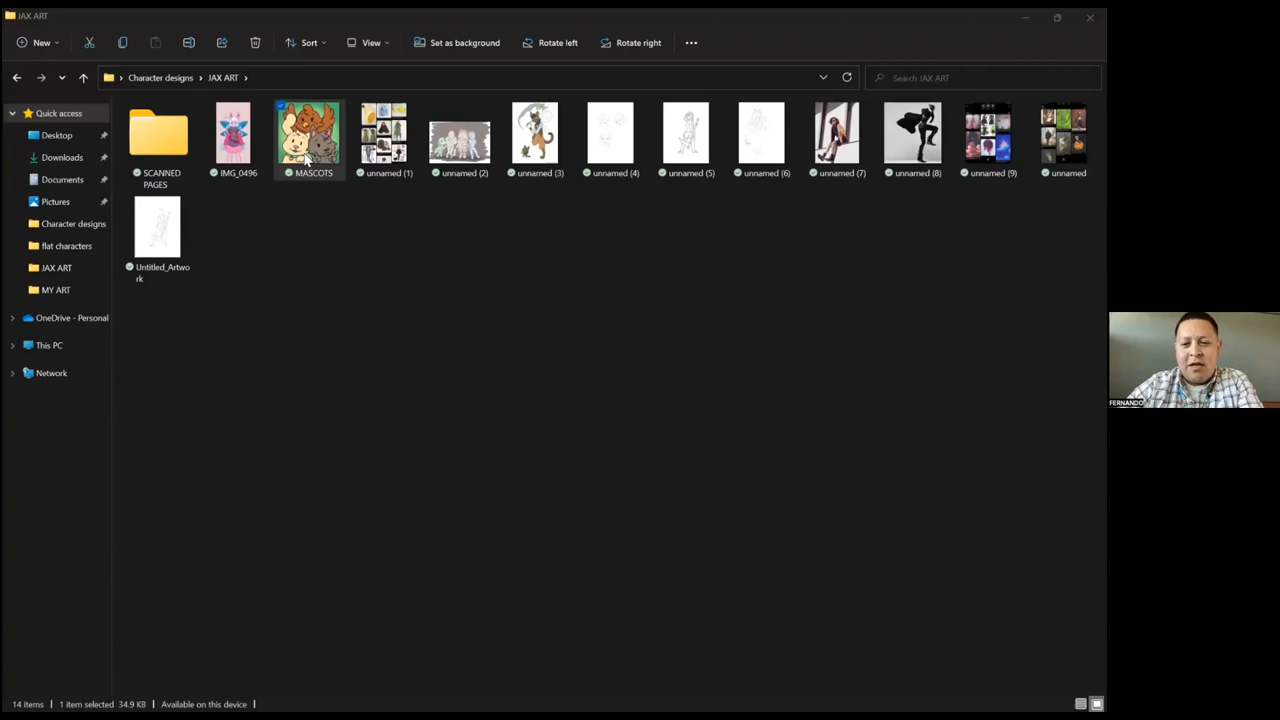 JAX ART
New
Sort
View
Set as background
Rotate left
Rotate right
Character designs
JAX ART
Search JAX ART
Quick access
Desktop
Downloads
Documents
Pictures
Character designs
flat characters
JAX ART
MY ART
OneDrive - Personal
This PC
Network
SCANNED
PAGES
IMG_0496
MASCOTS
unnamed (1)
unnamed (2)
unnamed (3)
unnamed (4)
unnamed (5)
unnamed (6)
unnamed (7)
unnamed (8)
unnamed (9)
unnamed
Untitled_Artwo
rk
FERNANDO
14 items
1 item selected 34.9 KB
Available on this device